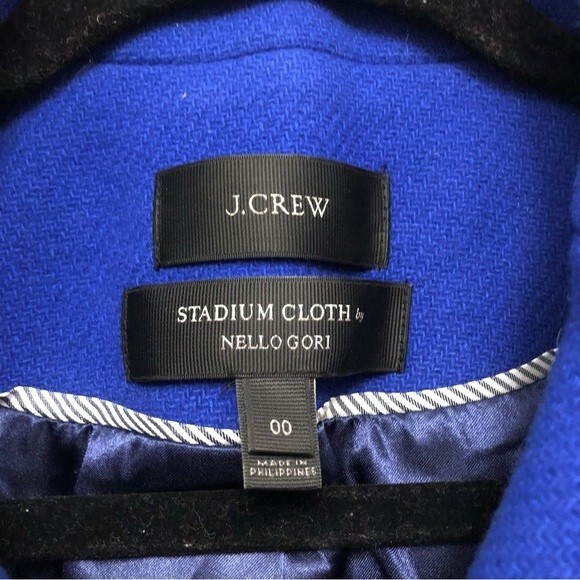 J.CREW
STADIUM CLOTH by
NELLO GORI
00
MADE IN
PHILIPPINES